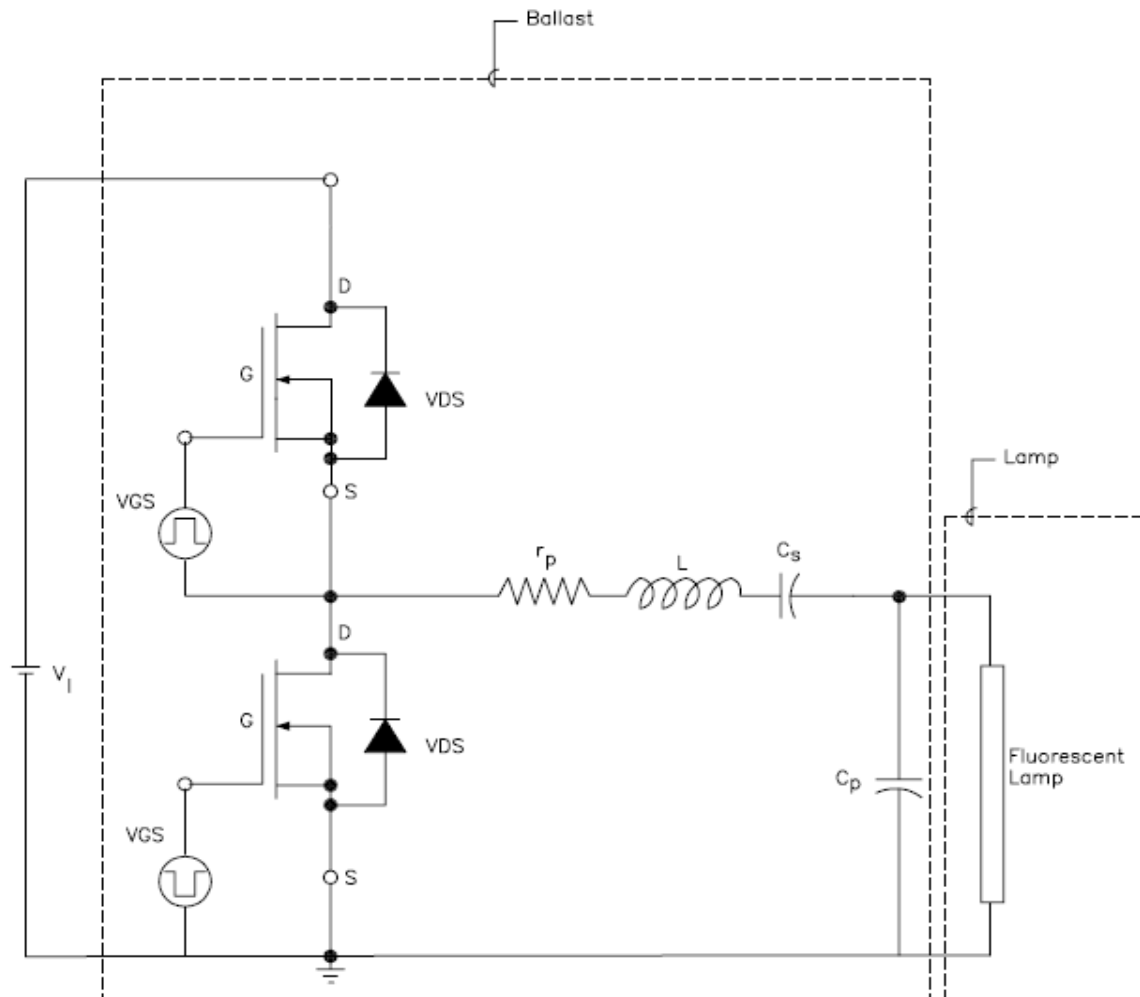 Ballast
D
G
VDS
S
VGS
r_p
L
C_s
Lamp
D
V_I
G
VDS
Fluorescent
Lamp
C_p
VGS
S